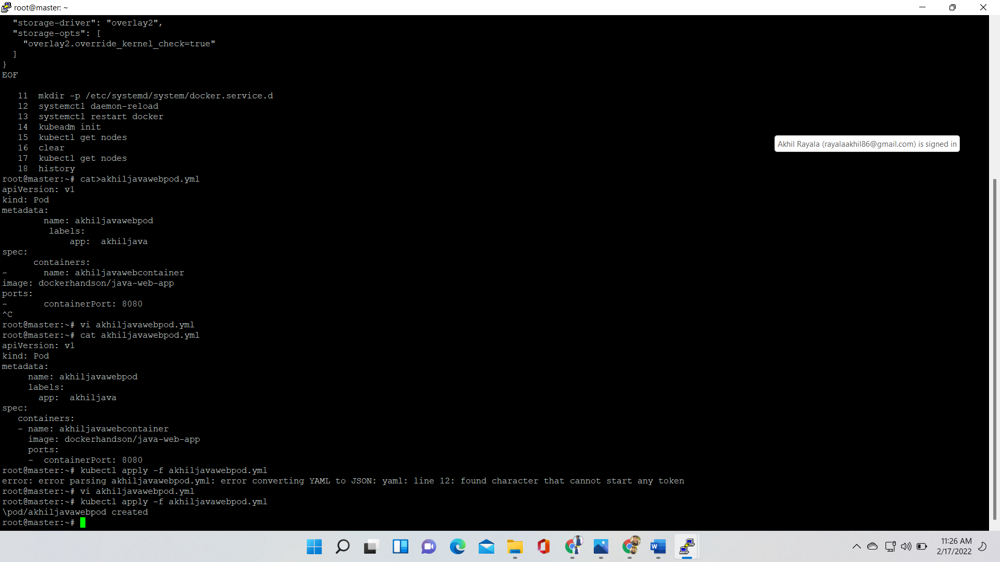 root@master: ~
  "storage-driver": "overlay2",
  "storage-opts": [
    "overlay2.override_kernel_check=true"
  ]
}
EOF
   11  mkdir -p /etc/systemd/system/docker.service.d
   12  systemctl daemon-reload
   13  systemctl restart docker
   14  kubeadm init
   15  kubectl get nodes
   16  clear
   17  kubectl get nodes
   18  history
Akhil Rayala (rayalaakhil86@gmail.com) is signed in
root@master:~# cat>akhiljavawebpod.yml
apiVersion: v1
kind: Pod
metadata:
        name: akhiljavawebpod
         labels:
             app:  akhiljava
spec:
      containers:
-       name: akhiljavawebcontainer
image: dockerhandson/java-web-app
ports:
-       containerPort: 8080
^C
root@master:~# vi akhiljavawebpod.yml
root@master:~# cat akhiljavawebpod.yml
apiVersion: v1
kind: Pod
metadata:
     name: akhiljavawebpod
     labels:
       app:  akhiljava
spec:
   containers:
   - name: akhiljavawebcontainer
     image: dockerhandson/java-web-app
     ports:
     -  containerPort: 8080
root@master:~# kubectl apply -f akhiljavawebpod.yml
error: error parsing akhiljavawebpod.yml: error converting YAML to JSON: yaml: line 12: found character that cannot start any token
root@master:~# vi akhiljavawebpod.yml
root@master:~# kubectl apply -f akhiljavawebpod.yml
\pod/akhiljavawebpod created
root@master:~#
11:26 AM
2/17/2022